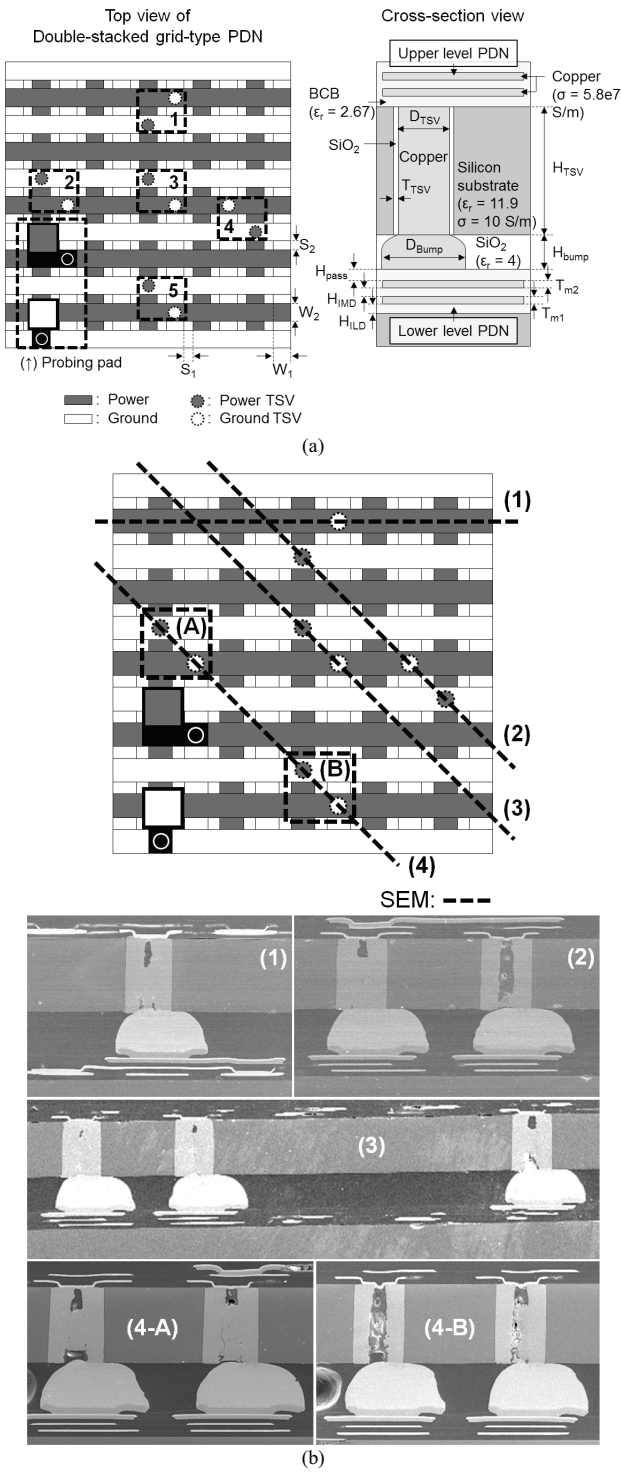 Top view of
Double-stacked grid-type PDN
1
2
3
4
5
S2
W2
S1
W1
(↑) Probing pad
: Power
: Power TSV
: Ground
: Ground TSV
Cross-section view
Upper level PDN
BCB
(εr = 2.67)
Copper
(σ = 5.8e7
S/m)
DTSV
SiO2
Copper
TTSV
HTSV
Silicon
substrate
(εr = 11.9
σ = 10 S/m)
DBump
SiO2
(εr = 4)
Hbump
Hpass
Tm2
HIMD
Tm1
HILD
Lower level PDN
(a)
(1)
(A)
(2)
(B)
(3)
(4)
SEM:
(1)
(2)
(3)
(4-A)
(4-B)
(b)